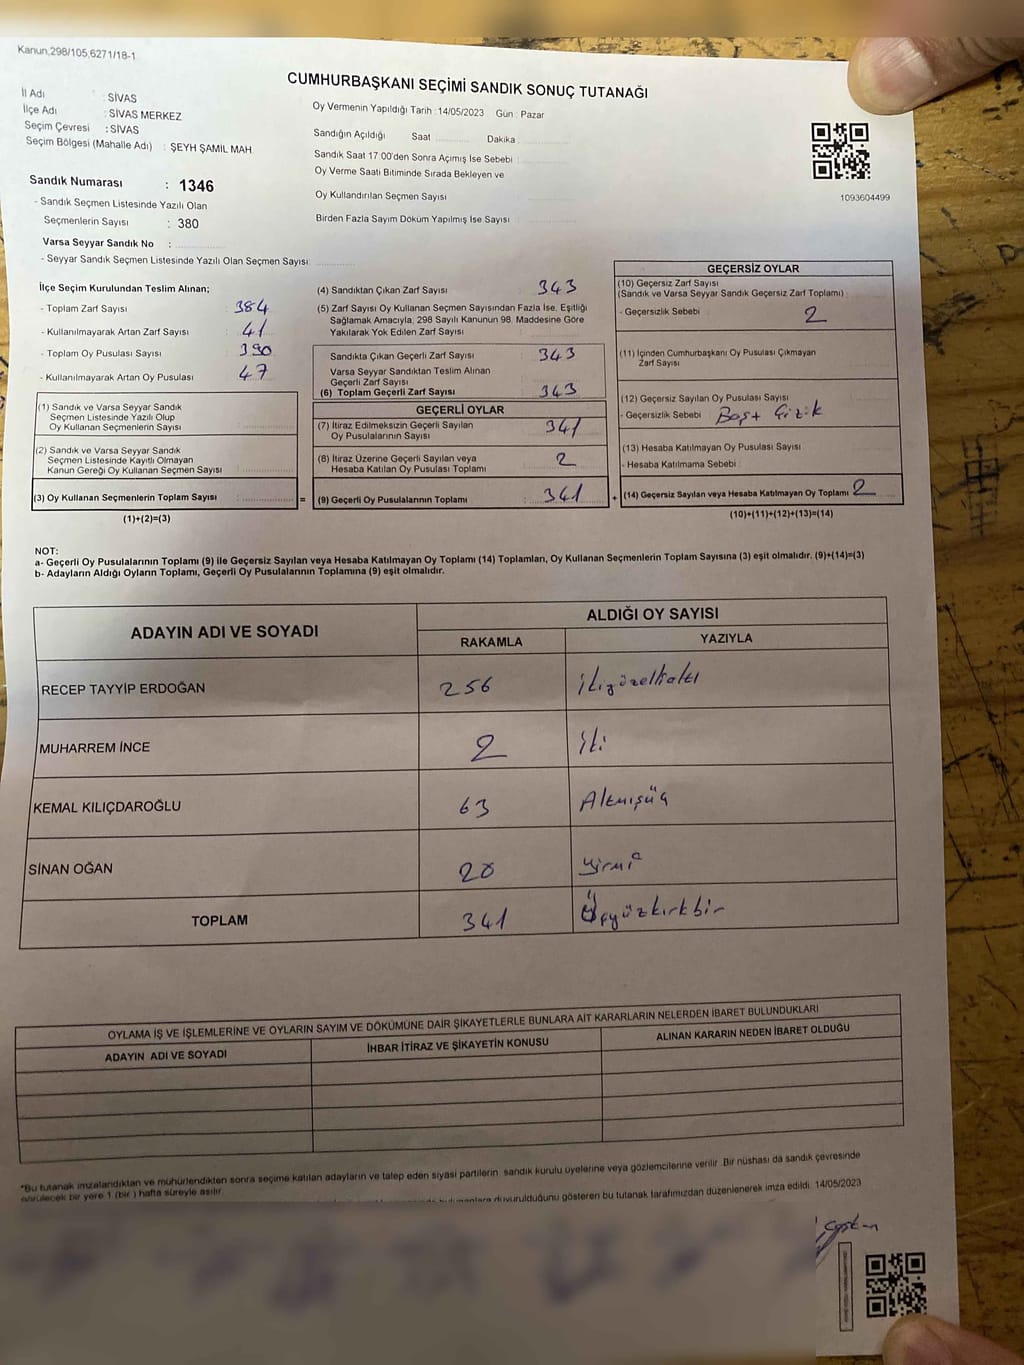 Kanun,298/105,6271/18-1
CUMHURBAŞKANI SEÇİMİ SANDIK SONUÇ TUTANAĞI
İl Adı : SİVAS
İlçe Adı : SİVAS MERKEZ
Seçim Çevresi : SİVAS
Seçim Bölgesi (Mahalle Adı) : ŞEYH ŞAMİL MAH.
Oy Vermenin Yapıldığı Tarih : 14/05/2023 Gün : Pazar
Sandığın Açıldığı Saat Dakika :
Sandık Saat 17:00'den Sonra Açımış İse Sebebi :
Oy Verme Saati Bitiminde Sırada Bekleyen ve
Oy Kullandırılan Seçmen Sayısı
Birden Fazla Sayım Döküm Yapılmış İse Sayısı
1093604499
Sandık Numarası : 1346
- Sandık Seçmen Listesinde Yazılı Olan
Seçmenlerin Sayısı : 380
Varsa Seyyar Sandık No :
- Seyyar Sandık Seçmen Listesinde Yazılı Olan Seçmen Sayısı
İlçe Seçim Kurulundan Teslim Alınan;
- Toplam Zarf Sayısı : 384
- Kullanılmayarak Artan Zarf Sayısı : 41
- Toplam Oy Pusulası Sayısı : 390
- Kullanılmayarak Artan Oy Pusulası : 47
(1) Sandık ve Varsa Seyyar Sandık
Seçmen Listesinde Yazılı Olup
Oy Kullanan Seçmenlerin Sayısı
(2) Sandık ve Varsa Seyyar Sandık
Seçmen Listesinde Kayıtlı Olmayan
Kanun Gereği Oy Kullanan Seçmen Sayısı
(3) Oy Kullanan Seçmenlerin Toplam Sayısı : =
(1)+(2)=(3)
(4) Sandıktan Çıkan Zarf Sayısı : 343
(5) Zarf Sayısı Oy Kullanan Seçmen Sayısından Fazla İse, Eşitliği
Sağlamak Amacıyla, 298 Sayılı Kanunun 98. Maddesine Göre
Yakılarak Yok Edilen Zarf Sayısı :
Sandıkta Çıkan Geçerli Zarf Sayısı : 343
Varsa Seyyar Sandıktan Teslim Alınan
Geçerli Zarf Sayısı
(6) Toplam Geçerli Zarf Sayısı : 343
GEÇERLİ OYLAR
(7) İtiraz Edilmeksizin Geçerli Sayılan
Oy Pusulalarının Sayısı : 341
(8) İtiraz Üzerine Geçerli Sayılan veya
Hesaba Katılan Oy Pusulası Toplamı : 2
(9) Geçerli Oy Pusulalarının Toplamı : 341 +
GEÇERSİZ OYLAR
(10) Geçersiz Zarf Sayısı
(Sandık ve Varsa Seyyar Sandık Geçersiz Zarf Toplamı) :
- Geçersizlik Sebebi : 2
(11) İçinden Cumhurbaşkanı Oy Pusulası Çıkmayan
Zarf Sayısı
(12) Geçersiz Sayılan Oy Pusulası Sayısı
- Geçersizlik Sebebi : Boş+ Çizik
(13) Hesaba Katılmayan Oy Pusulası Sayısı
- Hesaba Katılmama Sebebi :
(14) Geçersiz Sayılan veya Hesaba Katılmayan Oy Toplamı : 2
(10)+(11)+(12)+(13)=(14)
NOT:
a- Geçerli Oy Pusulalarının Toplamı (9) ile Geçersiz Sayılan veya Hesaba Katılmayan Oy Toplamı (14) Toplamları, Oy Kullanan Seçmenlerin Toplam Sayısına (3) eşit olmalıdır. (9)+(14)=(3)
b- Adayların Aldığı Oyların Toplamı, Geçerli Oy Pusulalarının Toplamına (9) eşit olmalıdır.
ADAYIN ADI VE SOYADI ALDIĞI OY SAYISI
RAKAMLA YAZIYLA
RECEP TAYYİP ERDOĞAN 256 ikiyüzellialtı
MUHARREM İNCE 2 iki
KEMAL KILIÇDAROĞLU 63 Altmışüç
SİNAN OĞAN 20 yirmi
TOPLAM 341 Üçyüzkırkbir
OYLAMA İŞ VE İŞLEMLERİNE VE OYLARIN SAYIM VE DÖKÜMÜNE DAİR ŞİKAYETLERLE BUNLARA AİT KARARLARIN NELERDEN İBARET BULUNDUKLARI
ADAYIN ADI VE SOYADI İHBAR İTİRAZ VE ŞİKAYETİN KONUSU ALINAN KARARIN NEDEN İBARET OLDUĞU
*Bu tutanak imzalandıktan ve mühürlendikten sonra seçime katılan adayların ve talep eden siyasi partilerin sandık kurulu üyelerine veya gözlemcilerine verilir. Bir nüshası da sandık çevresinde
görülecek bir yere 1 (bir ) hafta süreyle asılır.
duyurulduğunu gösteren bu tutanak tarafımızdan düzenlenerek imza edildi. 14/05/2023